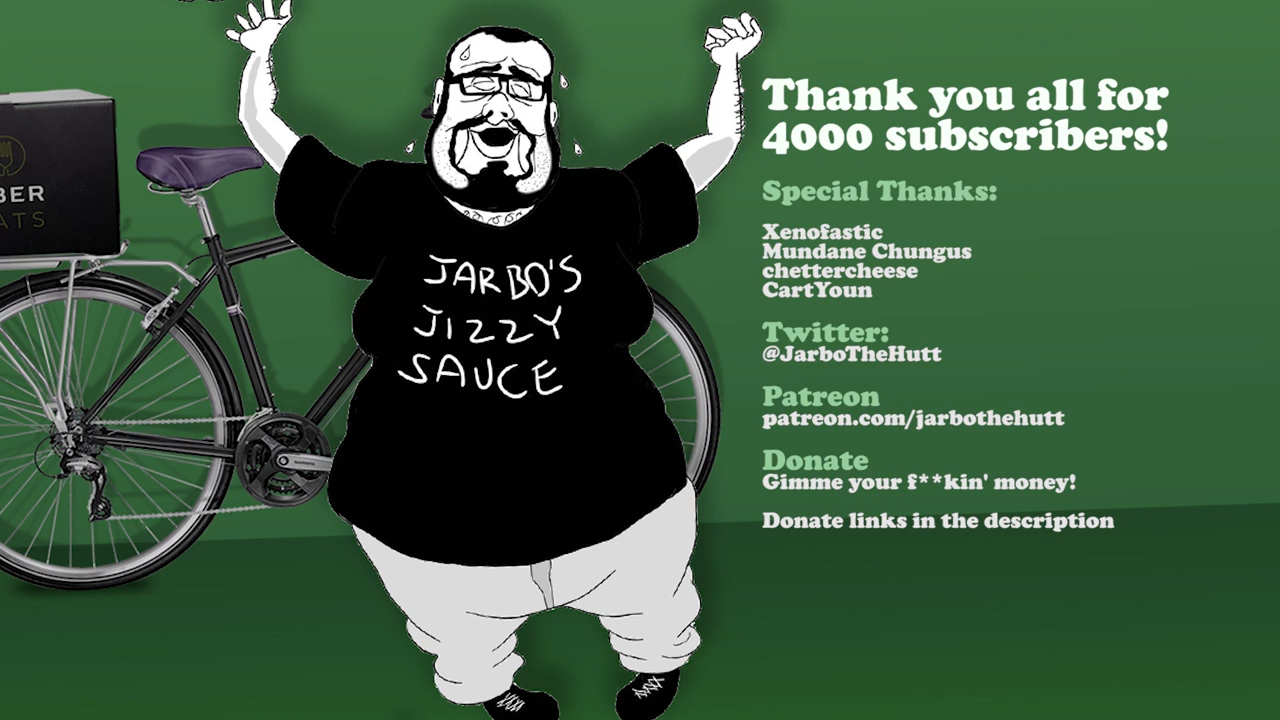 BER
ATS
JARBO'S
JIZZY
SAUCE
Thank you all for
4000 subscribers!
Special Thanks:
Xenofastic
Mundane Chungus
chettercheese
CartYoun
Twitter:
@JarboTheHutt
Patreon
patreon.com/jarbothehutt
Donate
Gimme your f**kin' money!
Donate links in the description